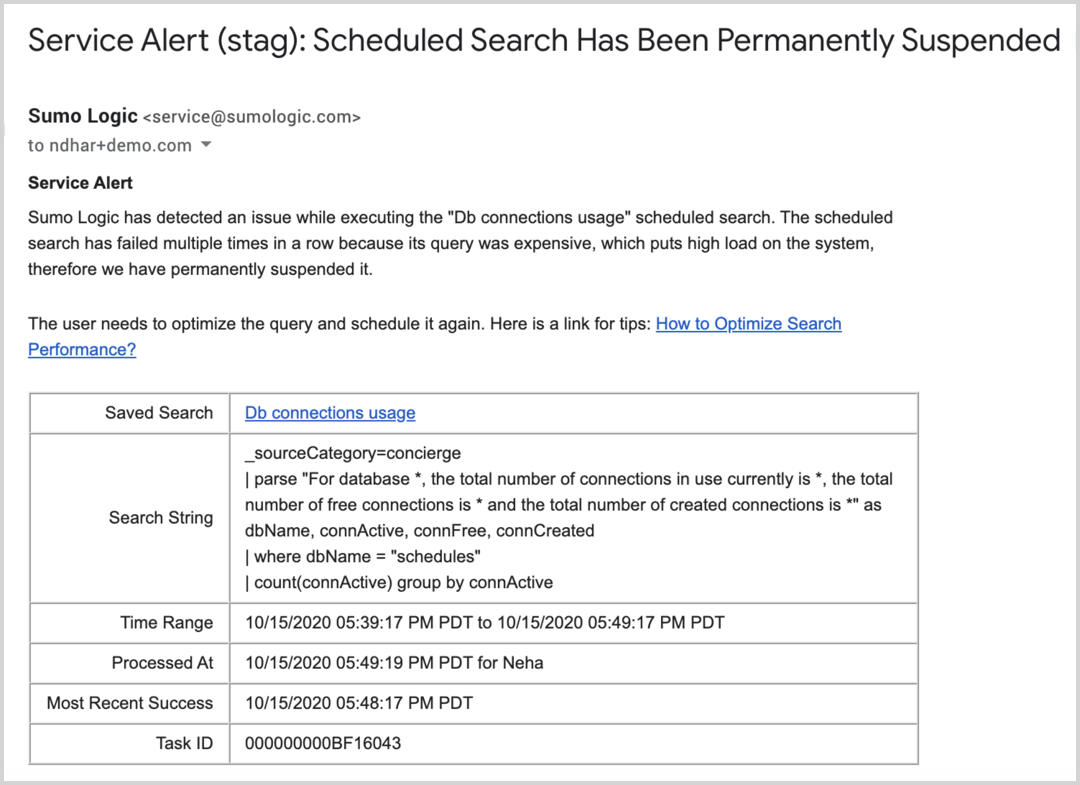 Service Alert (stag): Scheduled Search Has Been Permanently Suspended
Sumo Logic <service@sumologic.com>
to ndhar+demo.com
Service Alert
Sumo Logic has detected an issue while executing the "Db connections usage" scheduled search. The scheduled
search has failed multiple times in a row because its query was expensive, which puts high load on the system,
therefore we have permanently suspended it.
The user needs to optimize the query and schedule it again. Here is a link for tips: How to Optimize Search
Performance?
Saved Search Db connections usage
Search String
_sourceCategory=concierge
| parse "For database *, the total number of connections in use currently is *, the total
number of free connections is * and the total number of created connections is *" as
dbName, connActive, connFree, connCreated
| where dbName = "schedules"
| count(connActive) group by connActive
Time Range 10/15/2020 05:39:17 PM PDT to 10/15/2020 05:49:17 PM PDT
Processed At 10/15/2020 05:49:19 PM PDT for Neha
Most Recent Success 10/15/2020 05:48:17 PM PDT
Task ID 000000000BF16043